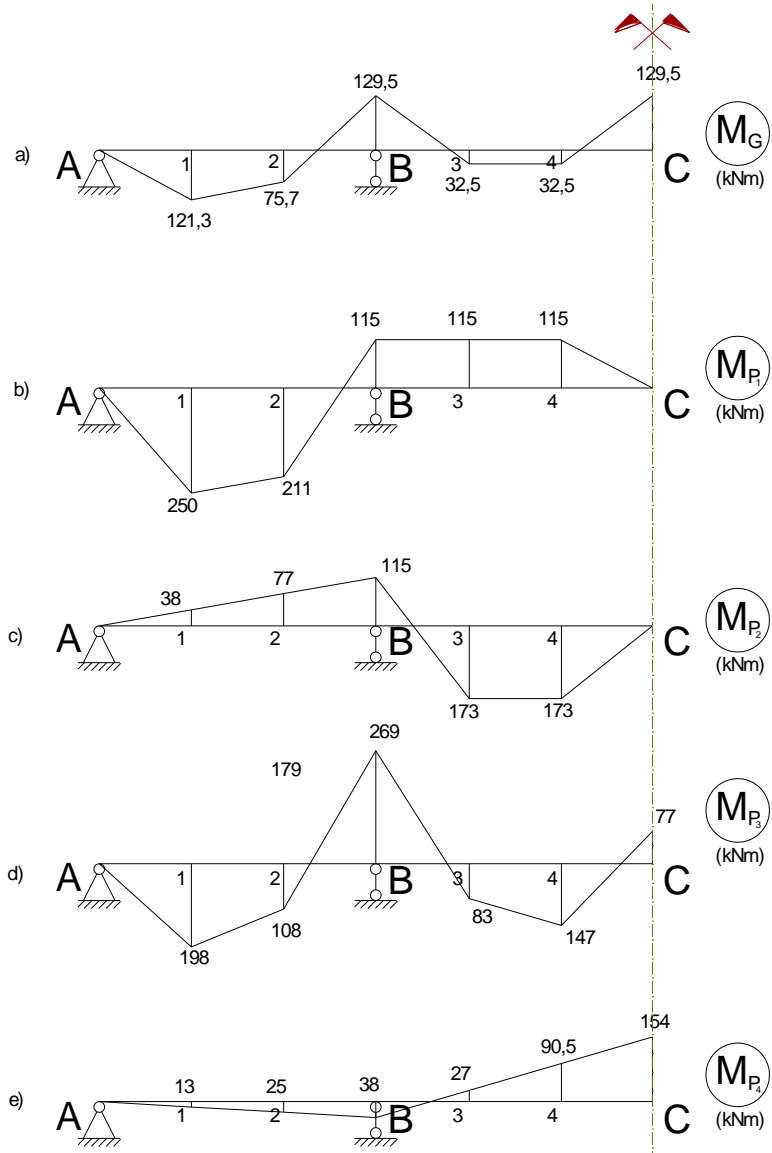 129,5 129,5
a) A 1 2 B 3 4 C M_G
121,3 75,7 32,5 32,5 (kNm)
115 115 115
b) A 1 2 B 3 4 C M_P₁
(kNm)
250 211
38 77 115
c) A 1 2 B 3 4 C M_P₂
(kNm)
173 173
269
179
77
d) A 1 2 B 3 4 C M_P₃
(kNm)
198 108 83 147
154
13 25 38 27 90,5
e) A 1 2 B 3 4 C M_P₄
(kNm)